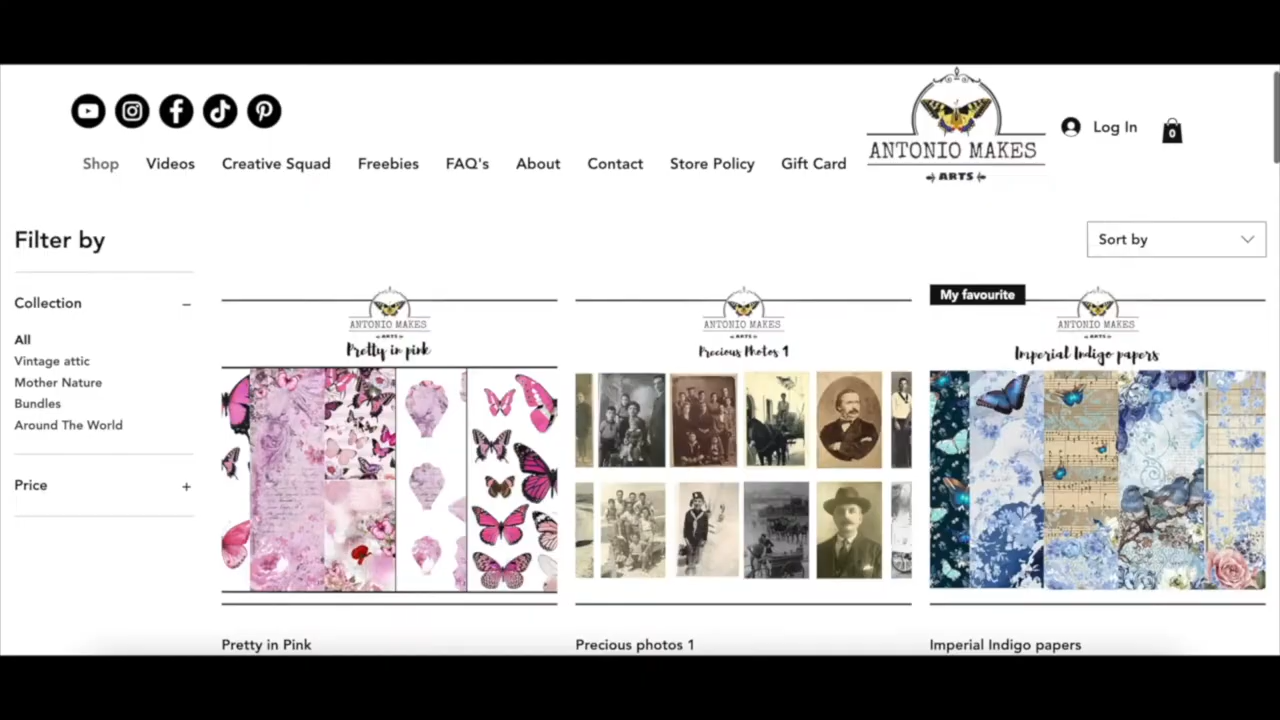 Log In
0
ANTONIO MAKES
ARTS
Shop Videos Creative Squad Freebies FAQ's About Contact Store Policy Gift Card
Filter by
Sort by
Collection
All
Vintage attic
Mother Nature
Bundles
Around The World
Price
ANTONIO MAKES
ARTS
Pretty in pink
ANTONIO MAKES
ARTS
Precious Photos 1
My favourite
ANTONIO MAKES
ARTS
Imperial Indigo papers
Pretty in Pink
Precious photos 1
Imperial Indigo papers